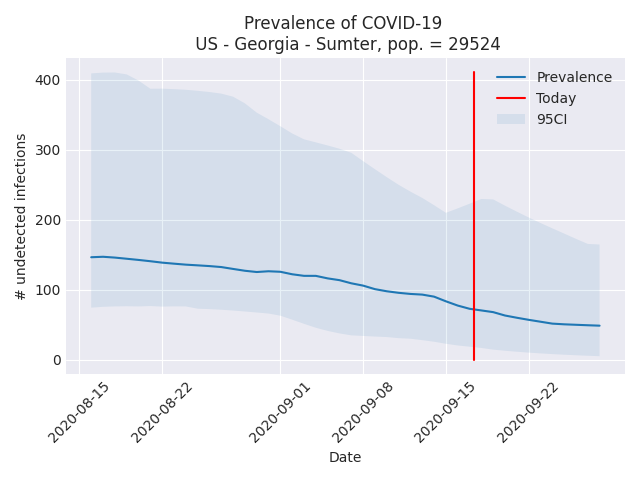 Prevalence of COVID-19
US - Georgia - Sumter, pop. = 29524
Prevalence
Today
95CI
# undetected infections
400
300
200
100
0
2020-08-15
2020-08-22
2020-09-01
2020-09-08
2020-09-15
2020-09-22
Date